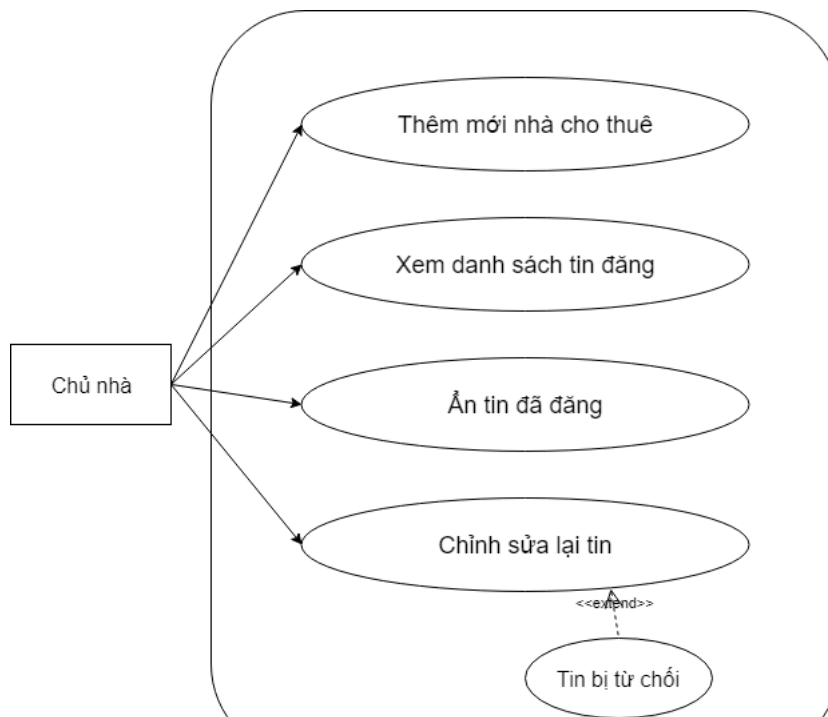 Thêm mới nhà cho thuê
Xem danh sách tin đăng
Chủ nhà
Ẩn tin đã đăng
Chỉnh sửa lại tin
<<extend>>
Tin bị từ chối